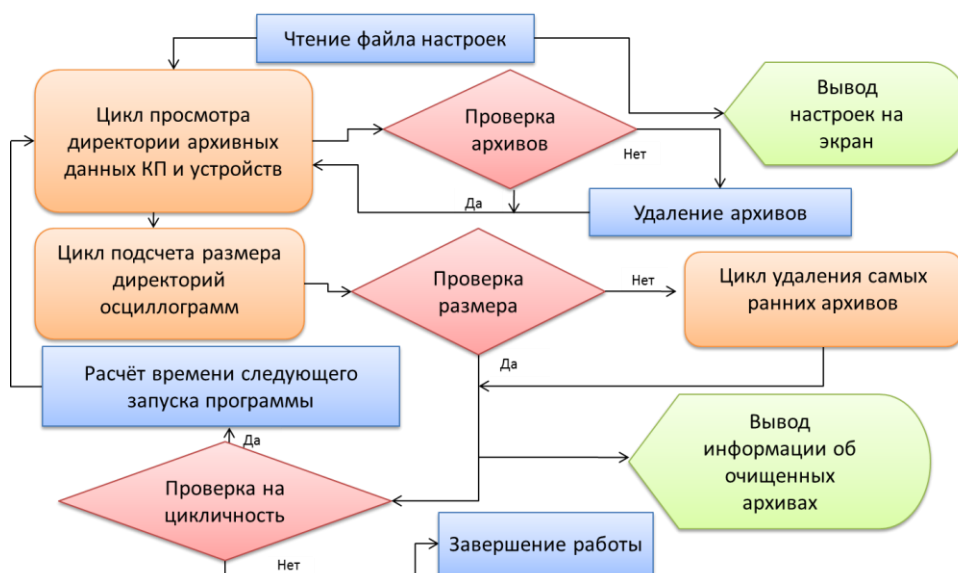 Чтение файла настроек
Цикл просмотра
директории архивных
данных КП и устройств
Проверка
архивов
Вывод
настроек на
экран
Нет
Да
Удаление архивов
Цикл подсчета размера
директорий
осциллограмм
Проверка
размера
Нет
Цикл удаления самых
ранних архивов
Да
Расчёт времени следующего
запуска программы
Да
Вывод
информации об
очищенных
архивах
Проверка на
цикличность
Завершение работы
Нет